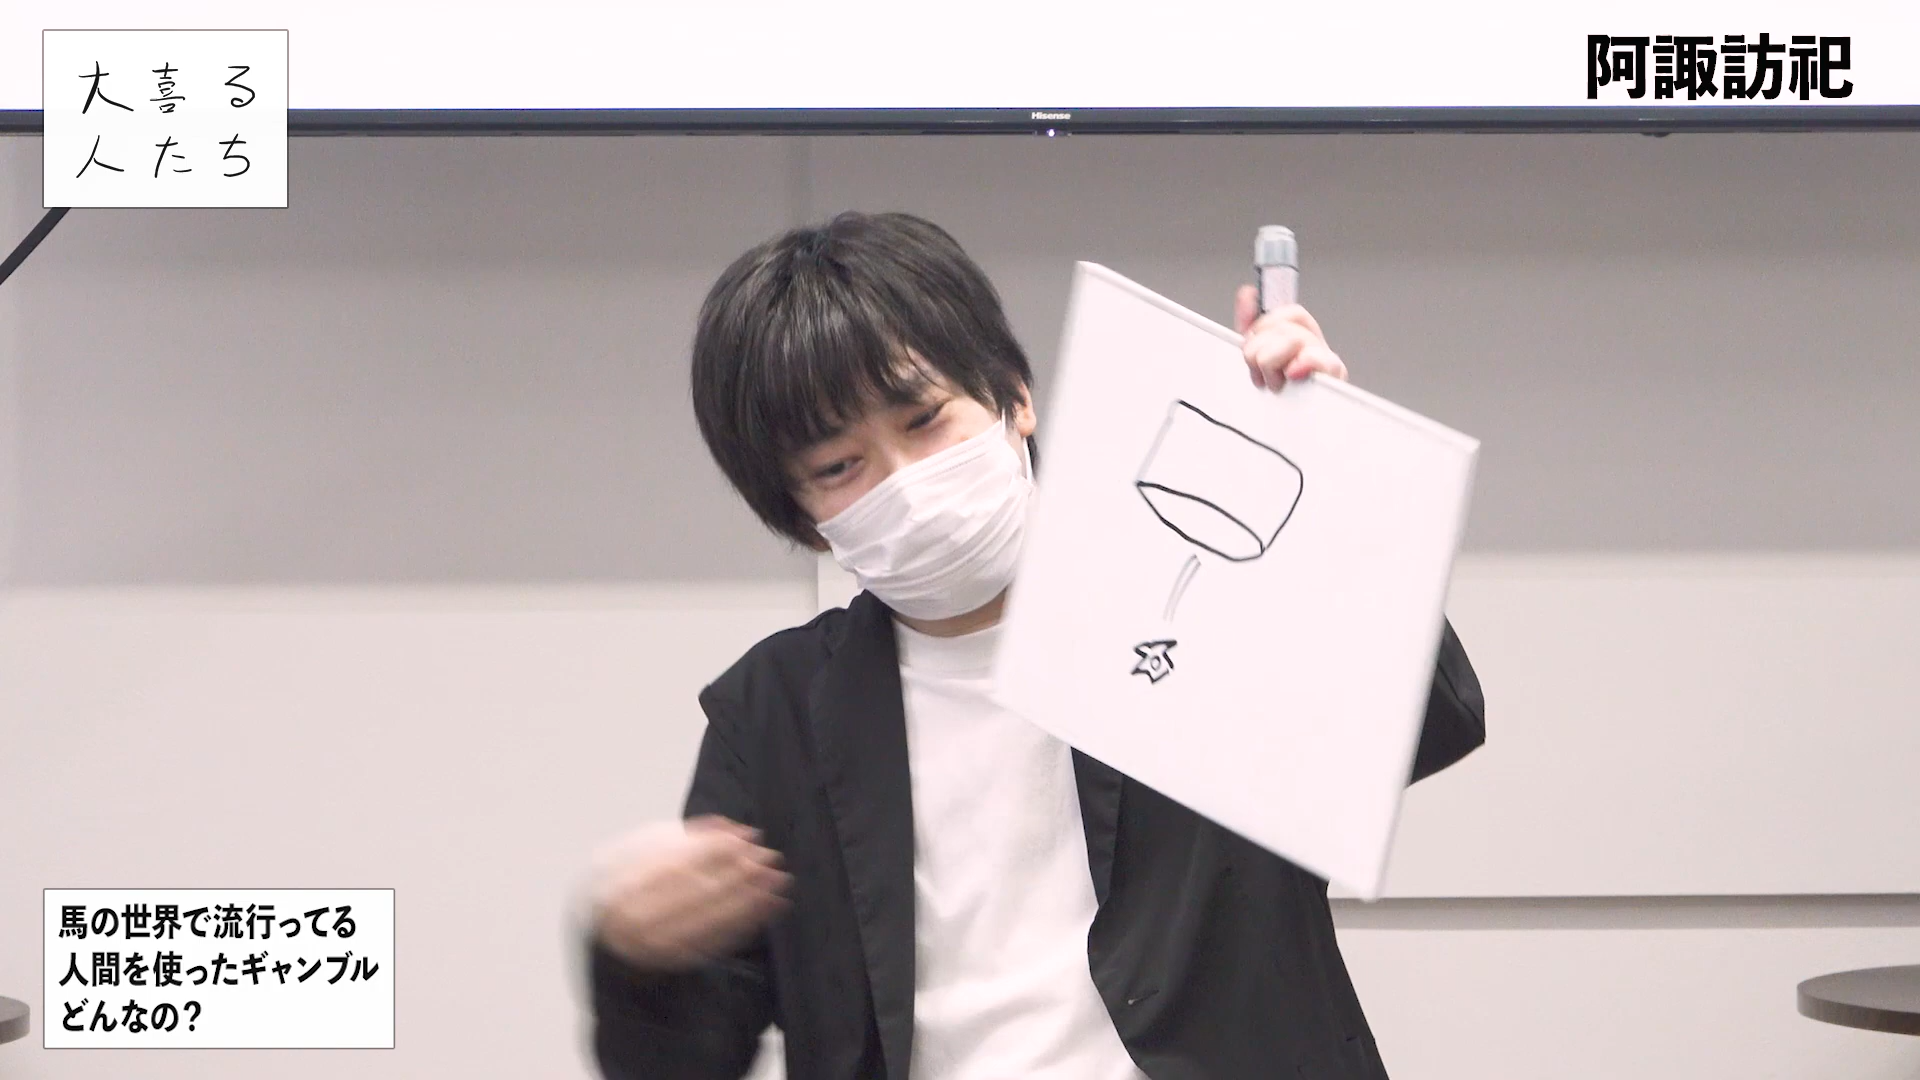 大喜る
人たち
阿諏訪祀
Hisense
馬の世界で流行ってる
人間を使ったギャンブル
どんなの？